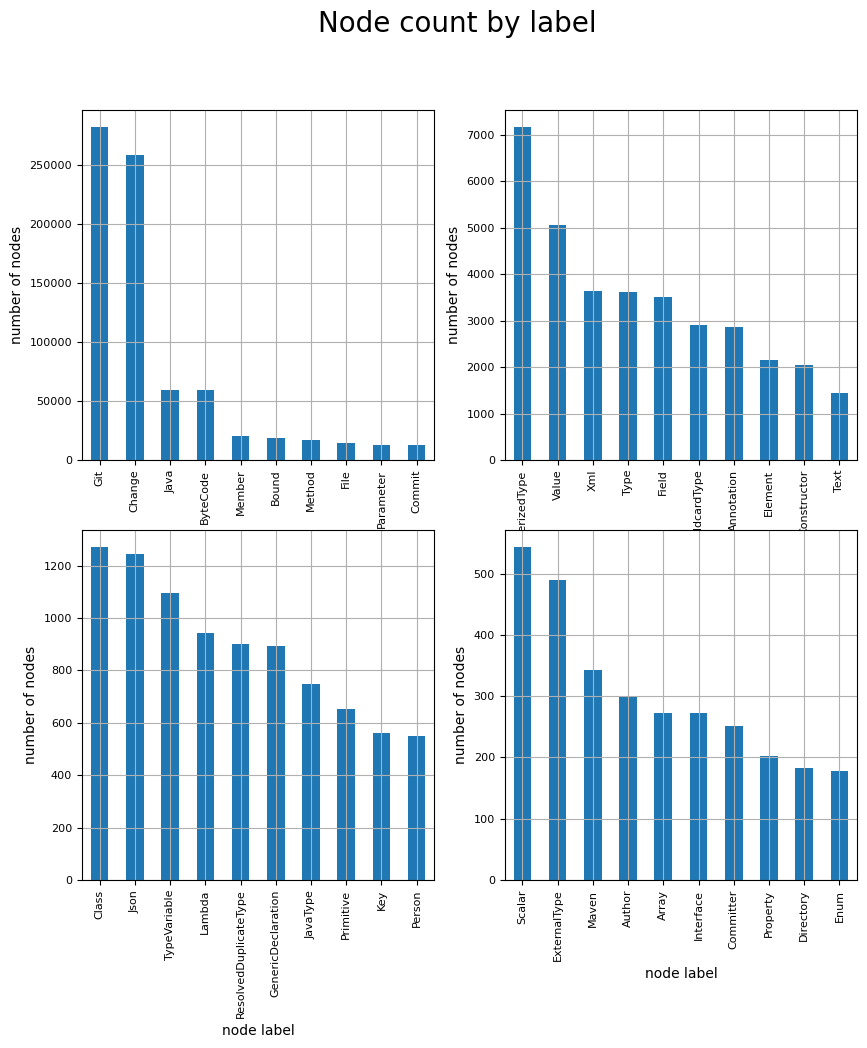 Node count by label
number of nodes
250000
200000
150000
100000
50000
0
Git
Change
Java
ByteCode
Member
Bound
Method
File
Parameter
Commit
number of nodes
7000
6000
5000
4000
3000
2000
1000
0
erizedType
Value
Xml
Type
Field
ldcardType
Annotation
Element
onstructor
Text
number of nodes
1200
1000
800
600
400
200
0
Class
Json
TypeVariable
Lambda
ResolvedDuplicateType
GenericDeclaration
JavaType
Primitive
Key
Person
node label
number of nodes
500
400
300
200
100
0
Scalar
ExternalType
Maven
Author
Array
Interface
Committer
Property
Directory
Enum
node label